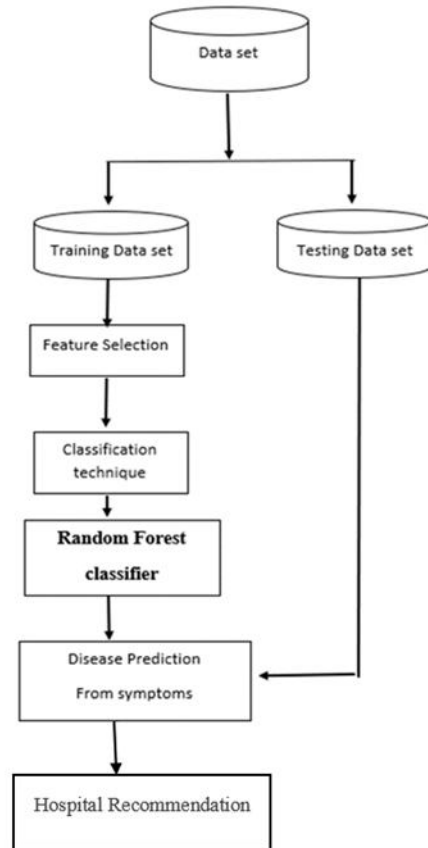 Data set
Training Data set
Testing Data set
Feature Selection
Classification
technique
Random Forest
classifier
Disease Prediction
From symptoms
Hospital Recommendation